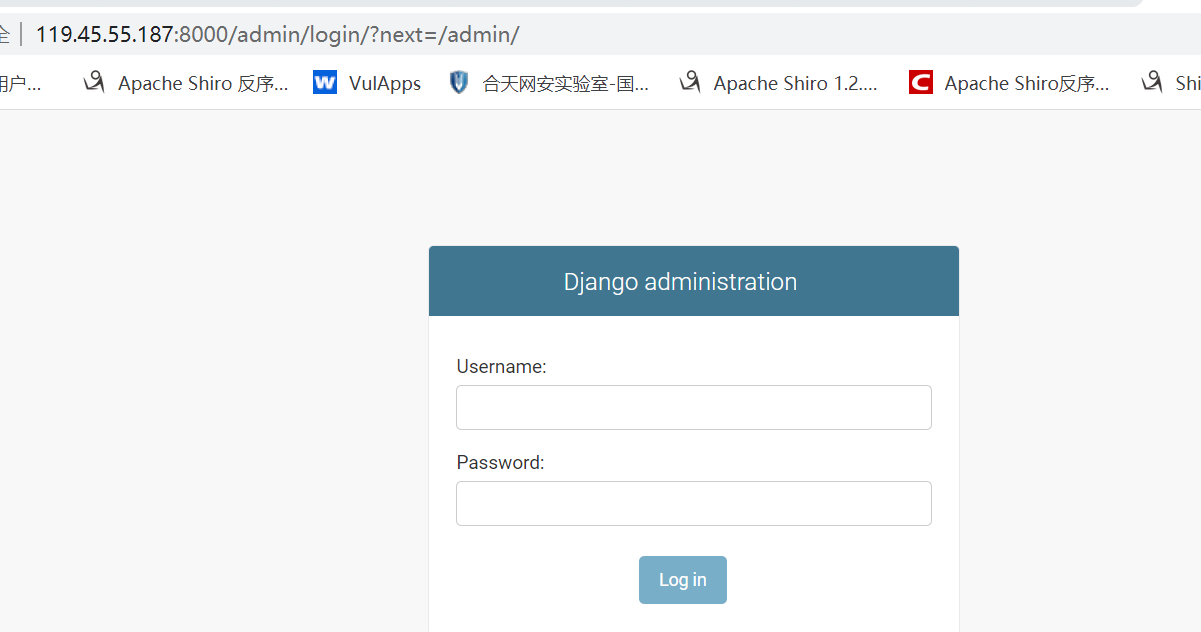 119.45.55.187:8000/admin/login/?next=/admin/
用户... Apache Shiro 反序... VulApps 合天网安实验室-国... Apache Shiro 1.2.... Apache Shiro反序... Shi
Django administration
Username:
Password:
Log in